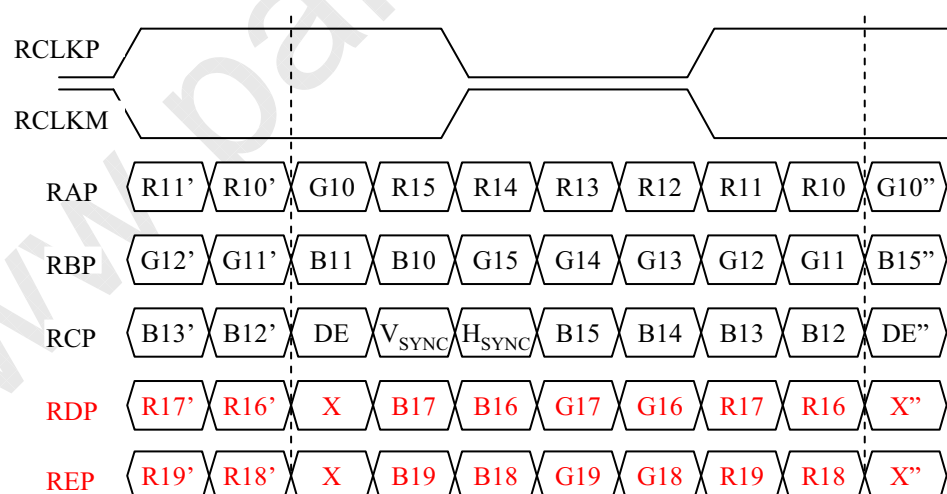 www.pa
RCLKP
RCLKM
RAP R11’ R10’ G10 R15 R14 R13 R12 R11 R10 G10”
RBP G12’ G11’ B11 B10 G15 G14 G13 G12 G11 B15”
RCP B13’ B12’ DE VSYNC HSYNC B15 B14 B13 B12 DE”
RDP R17’ R16’ X B17 B16 G17 G16 R17 R16 X”
REP R19’ R18’ X B19 B18 G19 G18 R19 R18 X”